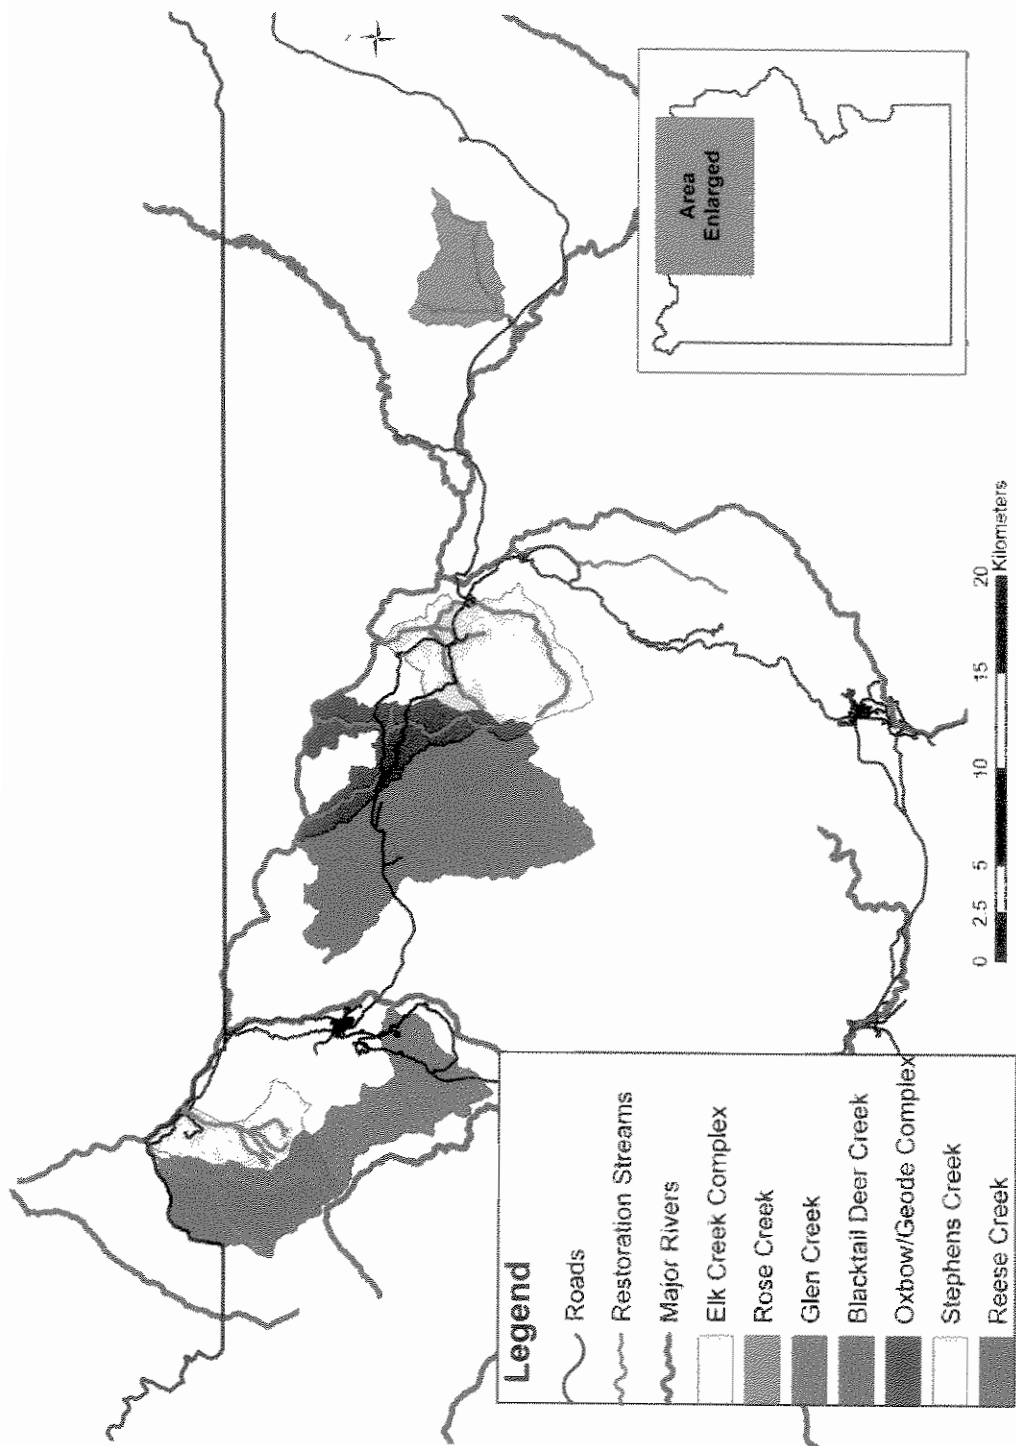 Legend
Roads
Restoration Streams
Major Rivers
Elk Creek Complex
Rose Creek
Glen Creek
Blacktail Deer Creek
Oxbow/Geode Complex
Stephens Creek
Reese Creek
0 2.5 5 10 15 20
Kilometers
Area
Enlarged